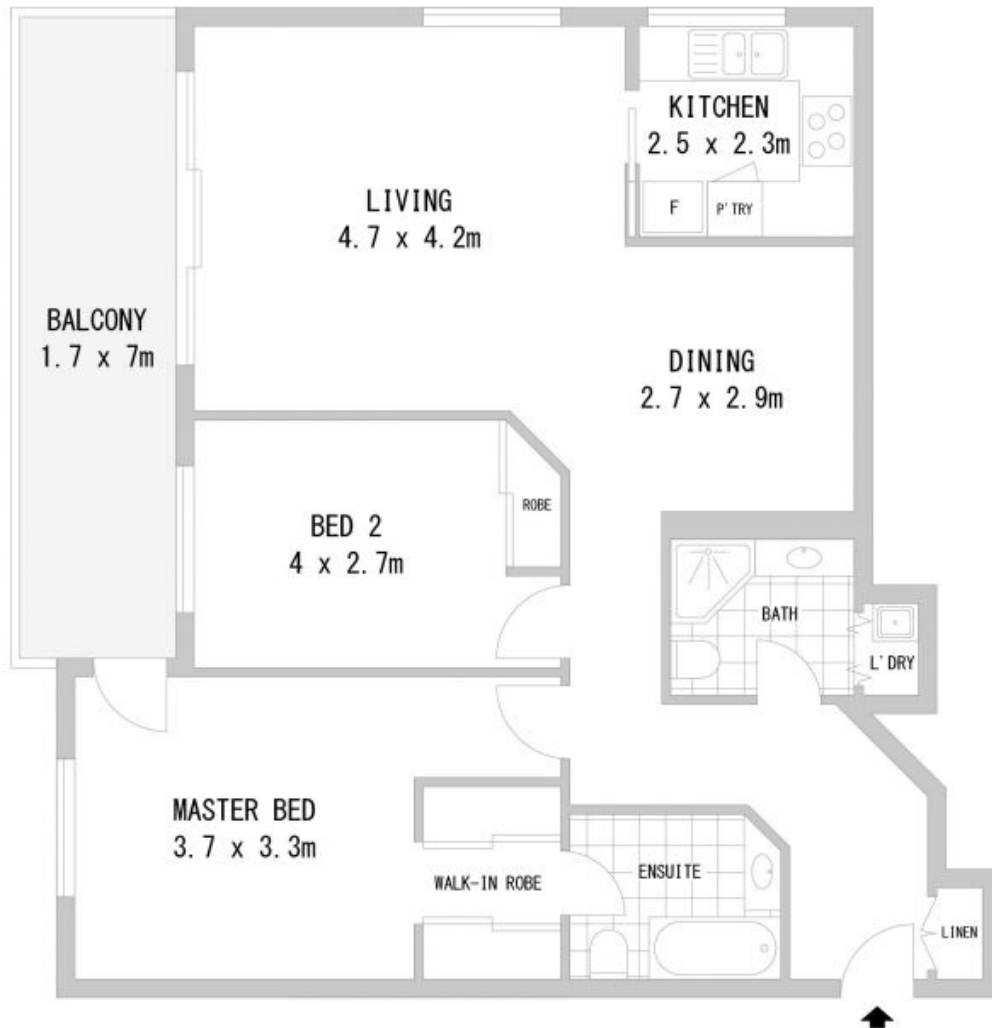 KITCHEN
2.5 x 2.3m
F
P'TRY
LIVING
4.7 x 4.2m
BALCONY
1.7 x 7m
DINING
2.7 x 2.9m
ROBE
BED 2
4 x 2.7m
BATH
L'DRY
MASTER BED
3.7 x 3.3m
WALK-IN ROBE
ENSUITE
LINEN